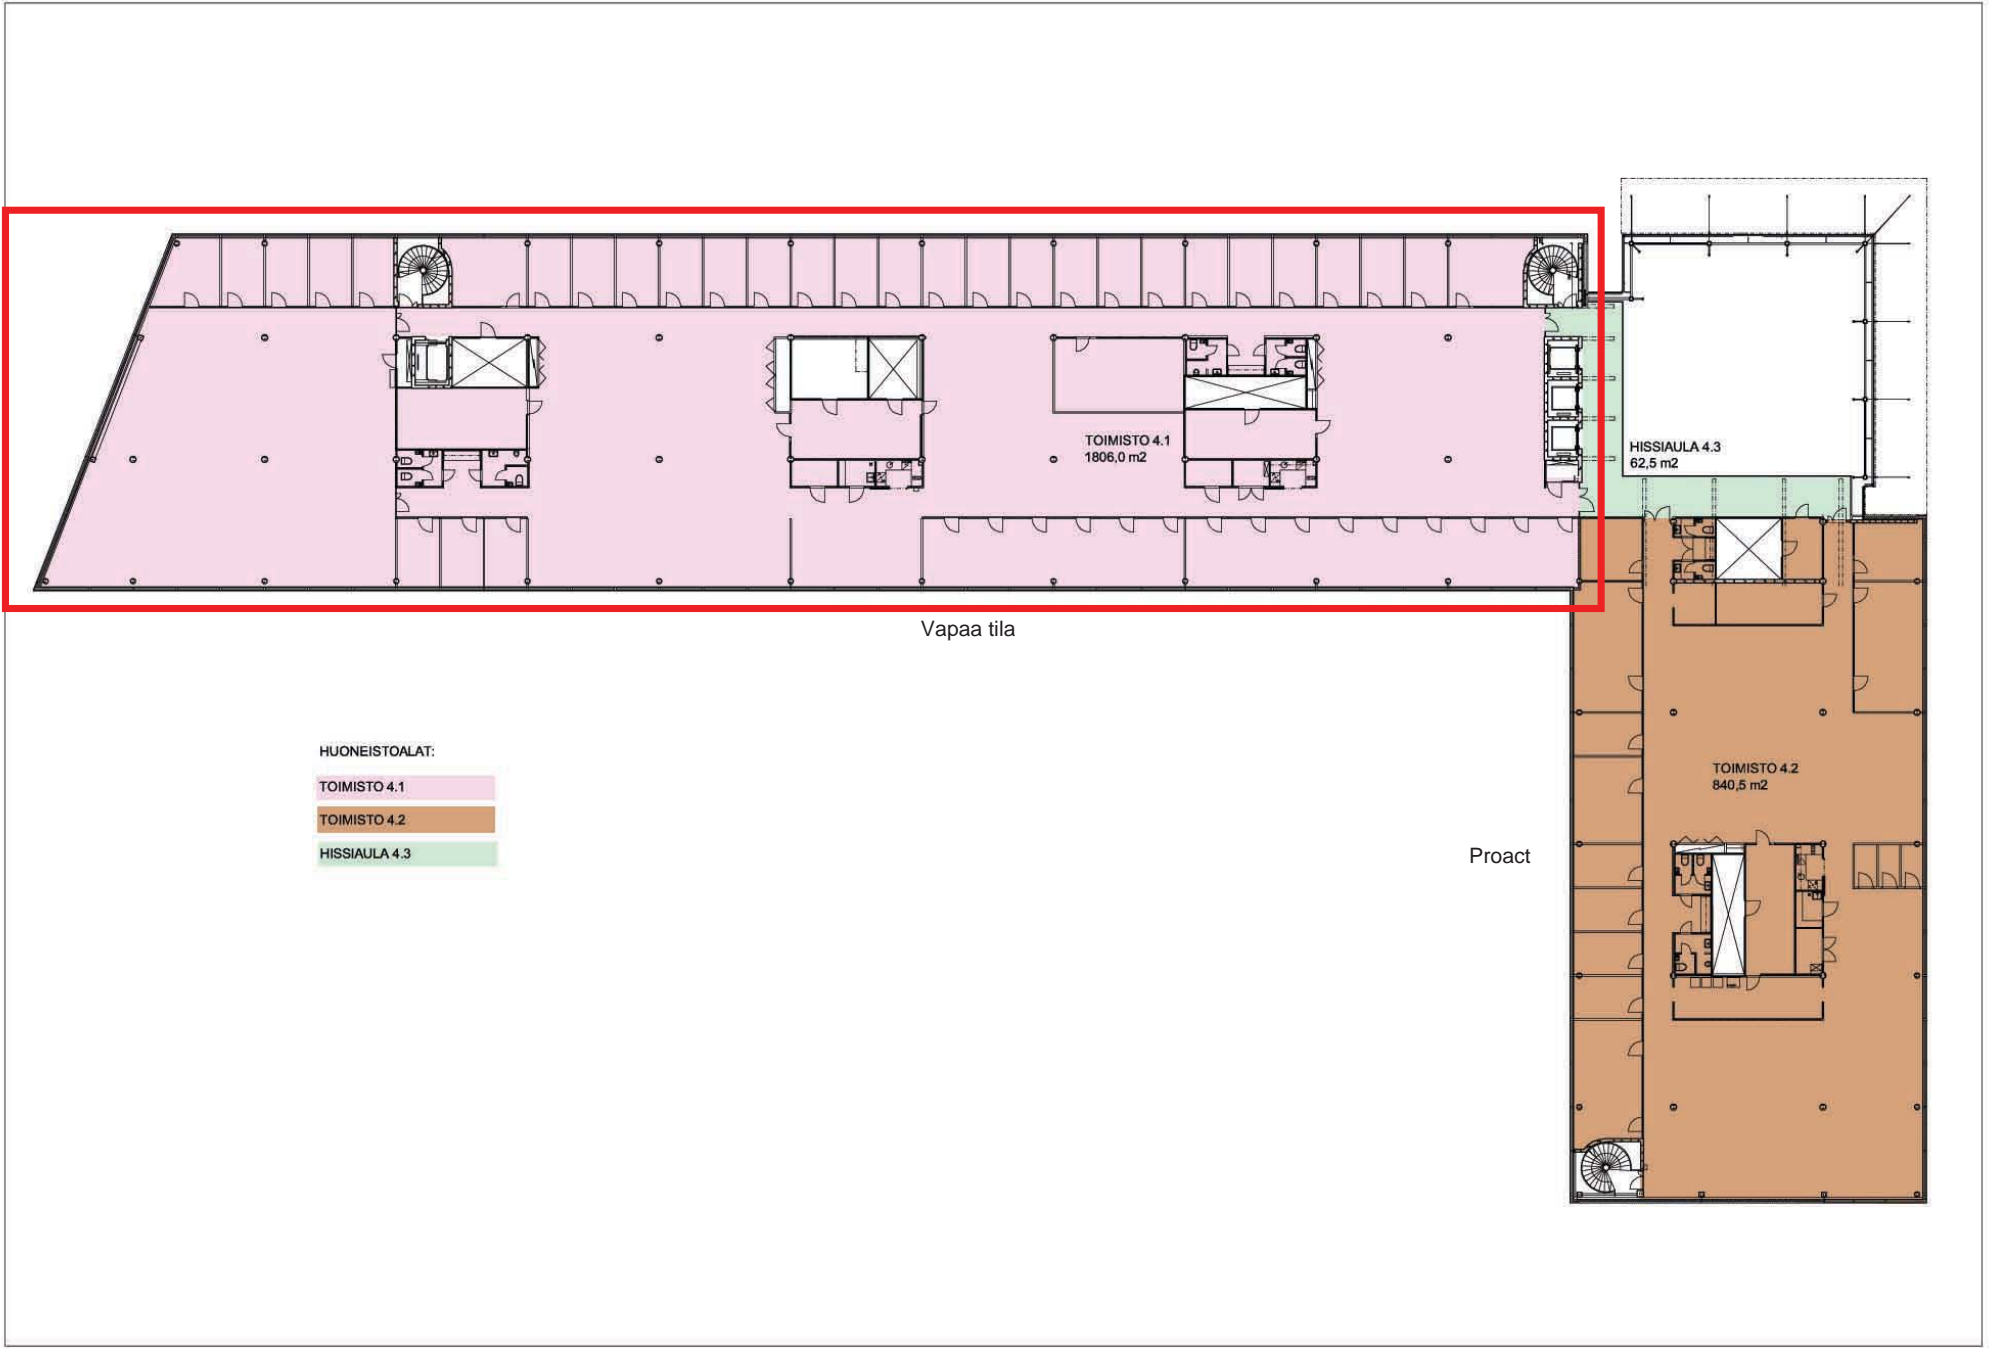 TOIMISTO 4.1
1806,0 m2
HISSIAULA 4.3
62,5 m2
Vapaa tila
HUONEISTOALAT:
TOIMISTO 4.1
TOIMISTO 4.2
HISSIAULA 4.3
TOIMISTO 4.2
840,5 m2
Proact